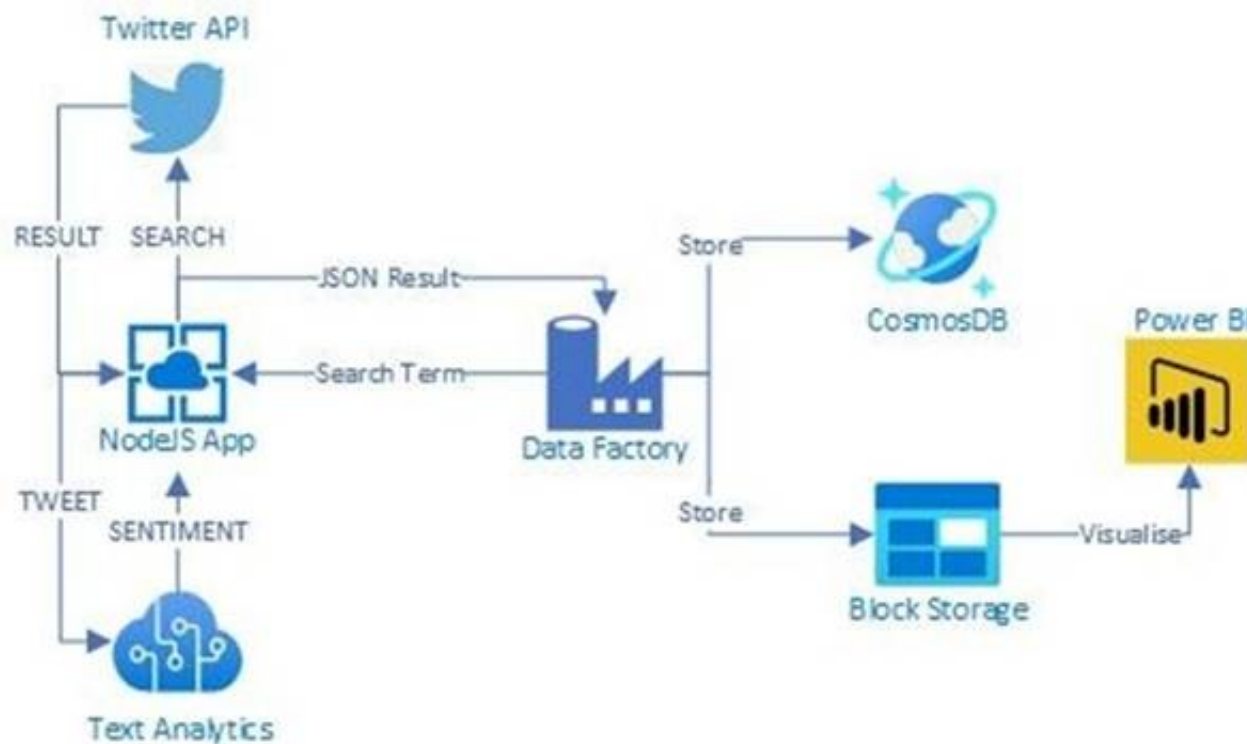 Twitter API
RESULT
SEARCH
JSON Result
Store
CosmosDB
Power BI
Search Term
NodeJS App
Data Factory
TWEET
SENTIMENT
Store
Visualise
Block Storage
Text Analytics